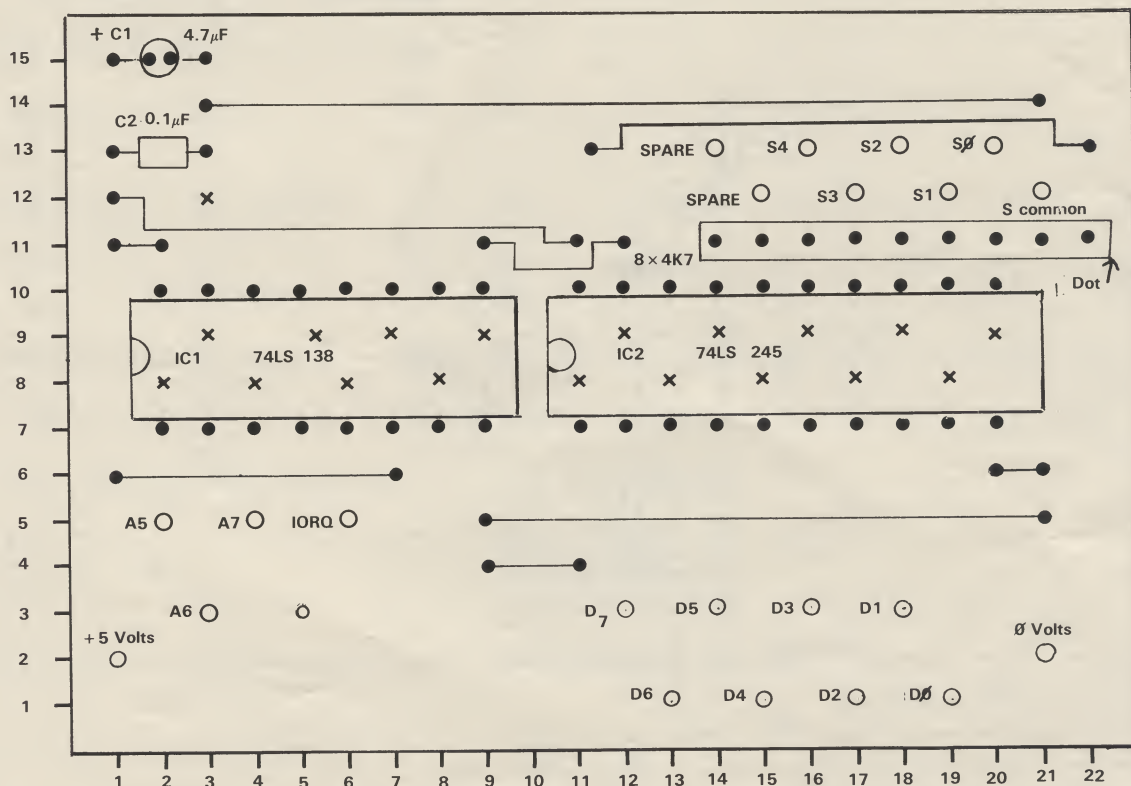 + C1 4.7µF
15
14
C2 0.1µF
13 SPARE S4 S2 SØ
12 SPARE S3 S1
S common
11
8 × 4K7
Dot
10
9
IC1 74LS 138 IC2 74LS 245
8
7
6
5 A5 A7 IORQ
4
3 A6 D7 D5 D3 D1
+5 Volts Ø Volts
2
1 D6 D4 D2 DØ
1 2 3 4 5 6 7 8 9 10 11 12 13 14 15 16 17 18 19 20 21 22